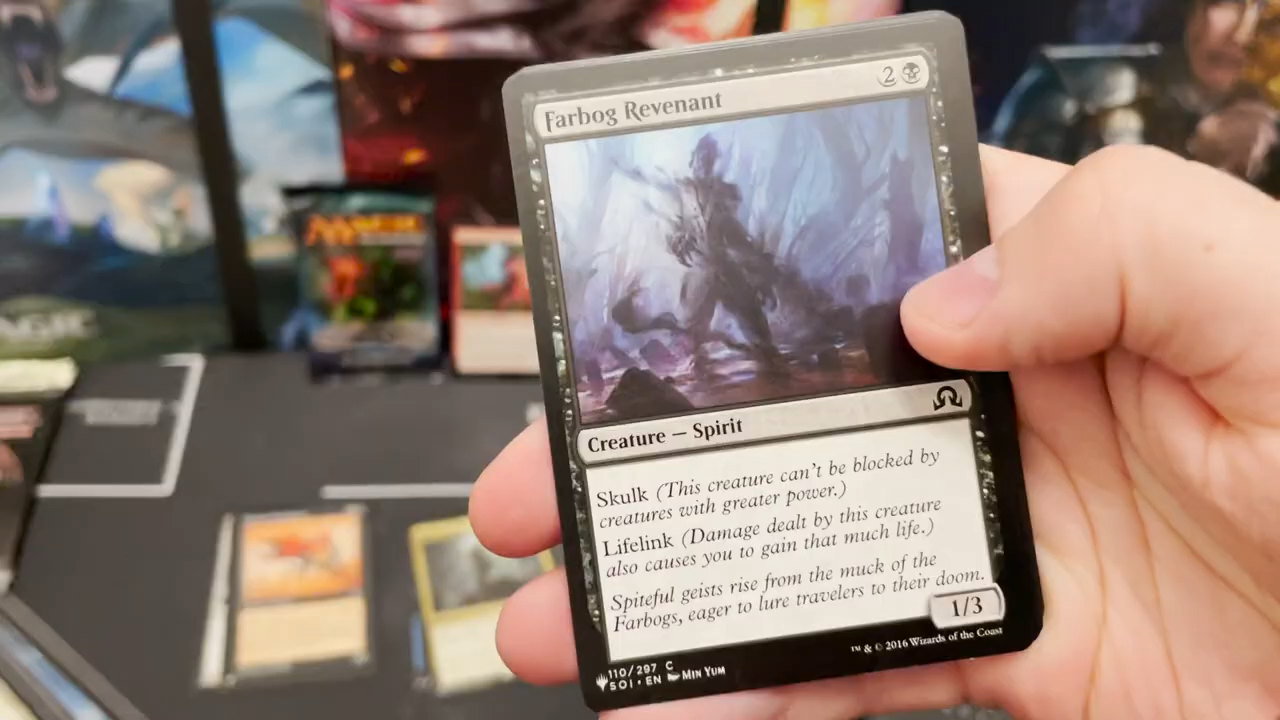 Farbog Revenant 2
MAGIC
AGIC
Creature — Spirit
Skulk (This creature can't be blocked by
creatures with greater power.)
Lifelink (Damage dealt by this creature
also causes you to gain that much life.)
Spiteful geists rise from the muck of the
Farbogs, eager to lure travelers to their doom.
1/3
110/297 C
SOI • EN Min Yum
™ & © 2016 Wizards of the Coast